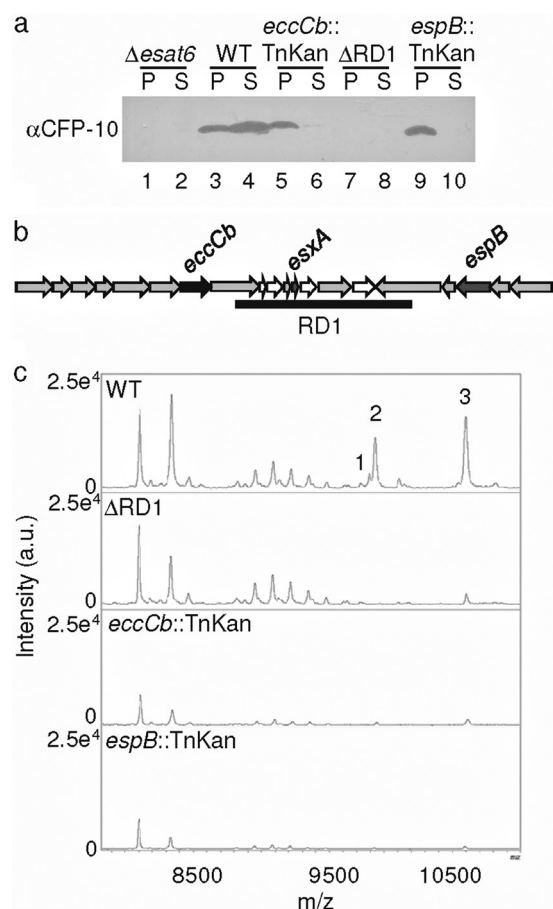 a
Δesat6 WT eccCb::TnKan ΔRD1 espB::TnKan
P S P S P S P S P S
αCFP-10
1 2 3 4 5 6 7 8 9 10
b
eccCb esxA espB
RD1
c
2.5e4
WT
1 2 3
0
2.5e4
ΔRD1
0
2.5e4
eccCb::TnKan
0
2.5e4
espB::TnKan
0
Intensity (a.u.)
8500 9500 10500
m/z
m/z